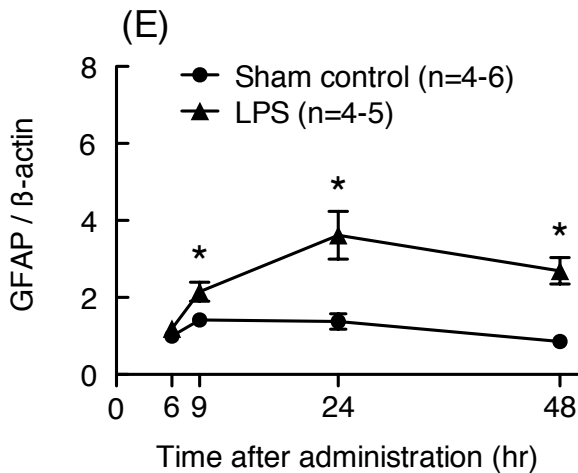 (E)
8
Sham control (n=4-6)
LPS (n=4-5)
6
*
*
*
4
2
0
GFAP / ß-actin
0 6 9 24 48
Time after administration (hr)